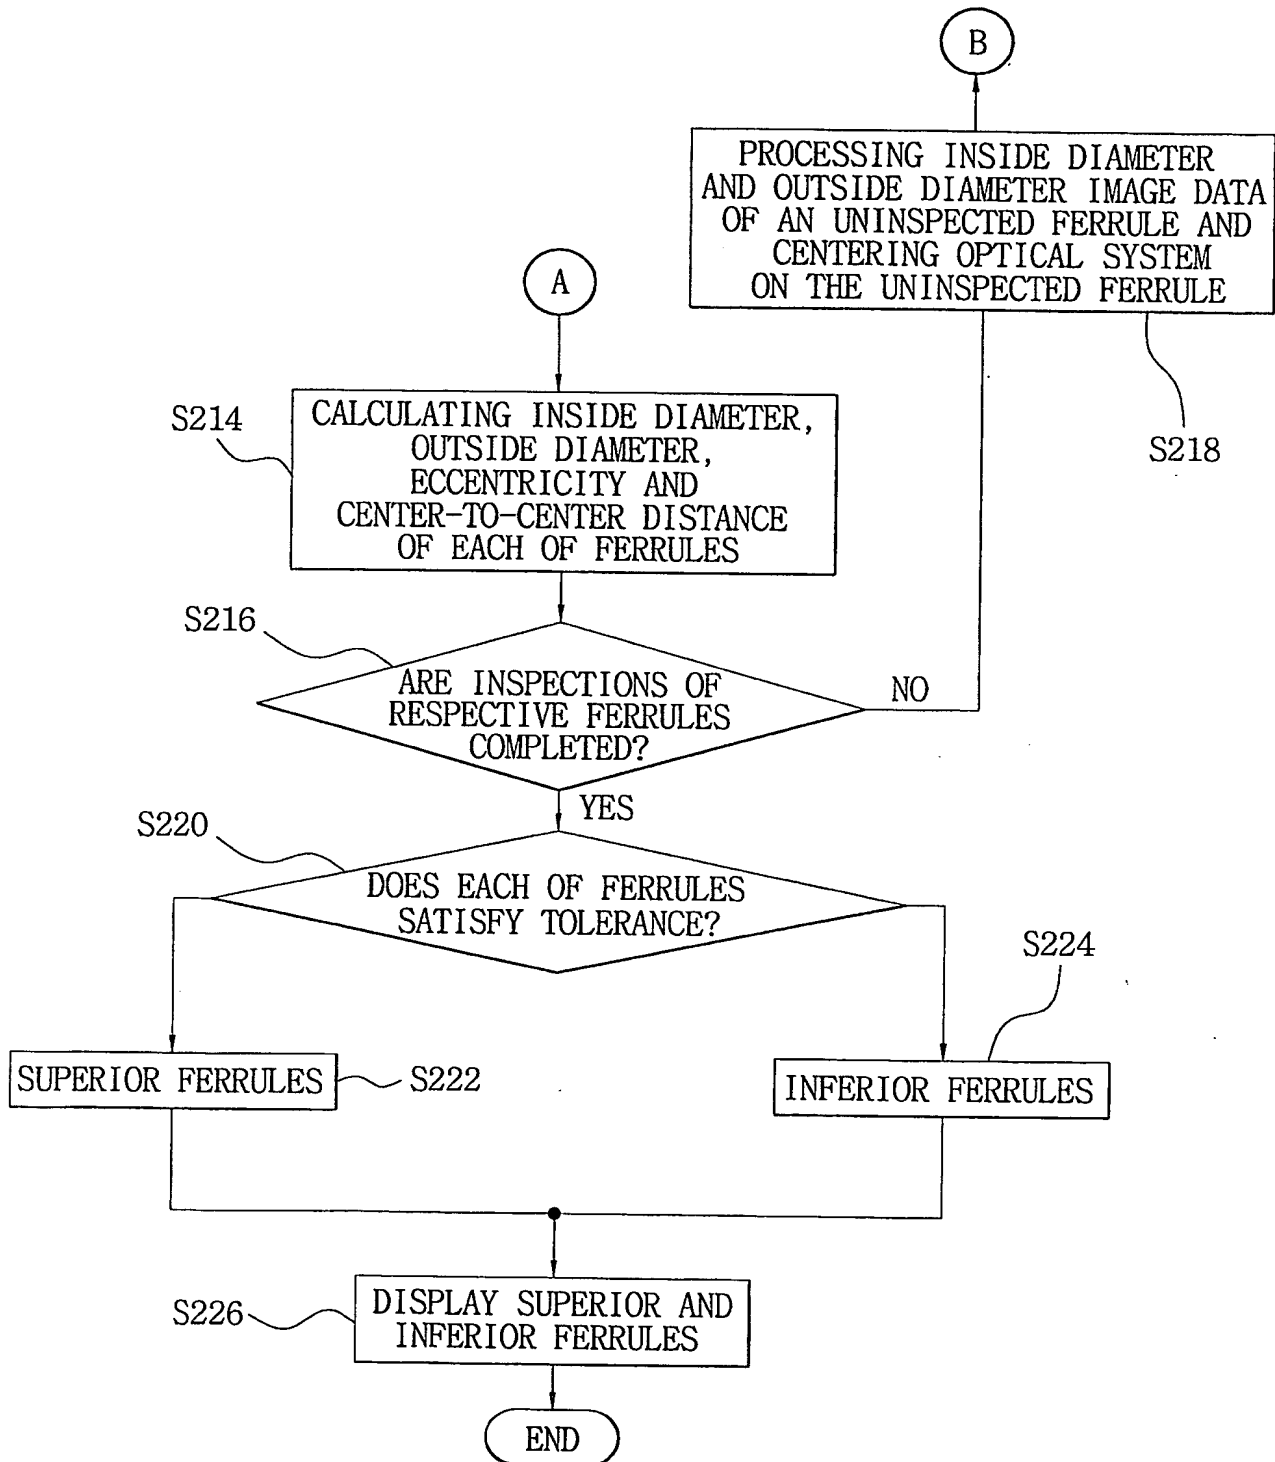 B
PROCESSING INSIDE DIAMETER
AND OUTSIDE DIAMETER IMAGE DATA
OF AN UNINSPECTED FERRULE AND
CENTERING OPTICAL SYSTEM
ON THE UNINSPECTED FERRULE
S218
A
S214
CALCULATING INSIDE DIAMETER,
OUTSIDE DIAMETER,
ECCENTRICITY AND
CENTER-TO-CENTER DISTANCE
OF EACH OF FERRULES
S216
ARE INSPECTIONS OF
RESPECTIVE FERRULES
COMPLETED?
NO
YES
S220
DOES EACH OF FERRULES
SATISFY TOLERANCE?
S224
SUPERIOR FERRULES
S222
INFERIOR FERRULES
S226
DISPLAY SUPERIOR AND
INFERIOR FERRULES
END